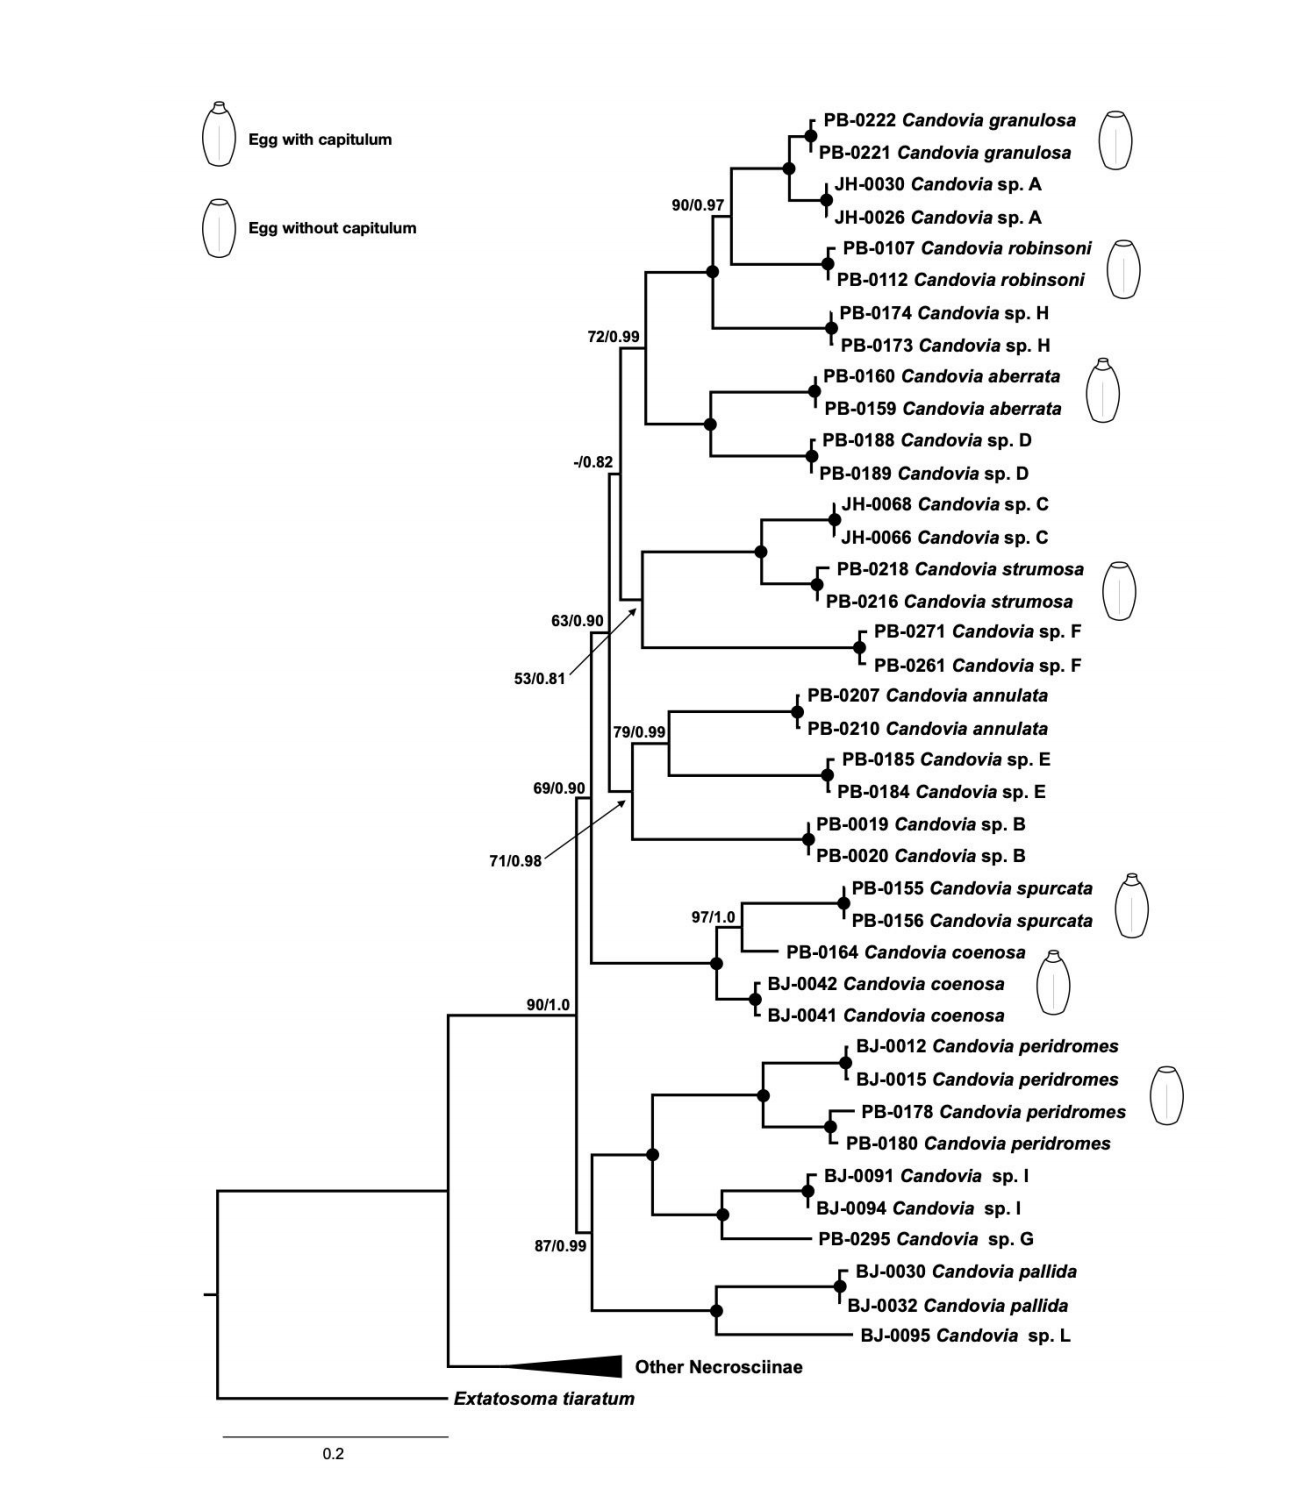 Egg with capitulum
Egg without capitulum
PB-0222 Candovia granulosa
PB-0221 Candovia granulosa
JH-0030 Candovia sp. A
JH-0026 Candovia sp. A
90/0.97
PB-0107 Candovia robinsoni
PB-0112 Candovia robinsoni
PB-0174 Candovia sp. H
PB-0173 Candovia sp. H
72/0.99
PB-0160 Candovia aberrata
PB-0159 Candovia aberrata
PB-0188 Candovia sp. D
PB-0189 Candovia sp. D
-/0.82
JH-0068 Candovia sp. C
JH-0066 Candovia sp. C
PB-0218 Candovia strumosa
PB-0216 Candovia strumosa
63/0.90
PB-0271 Candovia sp. F
PB-0261 Candovia sp. F
53/0.81
PB-0207 Candovia annulata
PB-0210 Candovia annulata
79/0.99
PB-0185 Candovia sp. E
PB-0184 Candovia sp. E
69/0.90
PB-0019 Candovia sp. B
PB-0020 Candovia sp. B
71/0.98
PB-0155 Candovia spurcata
PB-0156 Candovia spurcata
97/1.0
PB-0164 Candovia coenosa
BJ-0042 Candovia coenosa
BJ-0041 Candovia coenosa
90/1.0
BJ-0012 Candovia peridromes
BJ-0015 Candovia peridromes
PB-0178 Candovia peridromes
PB-0180 Candovia peridromes
BJ-0091 Candovia sp. I
BJ-0094 Candovia sp. I
PB-0295 Candovia sp. G
87/0.99
BJ-0030 Candovia pallida
BJ-0032 Candovia pallida
BJ-0095 Candovia sp. L
Other Necrosciinae
Extatosoma tiaratum
0.2